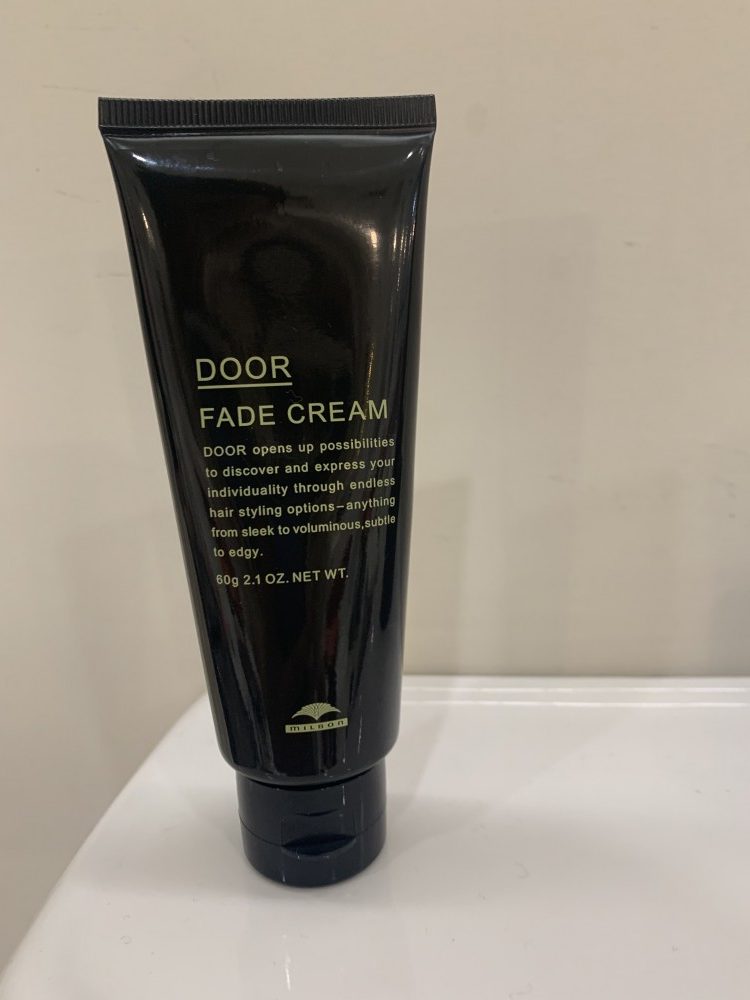 DOOR
FADE CREAM
DOOR opens up possibilities
to discover and express your
individuality through endless
hair styling options–anything
from sleek to voluminous,subtle
to edgy.
60g 2.1 OZ. NET WT.
MILBON